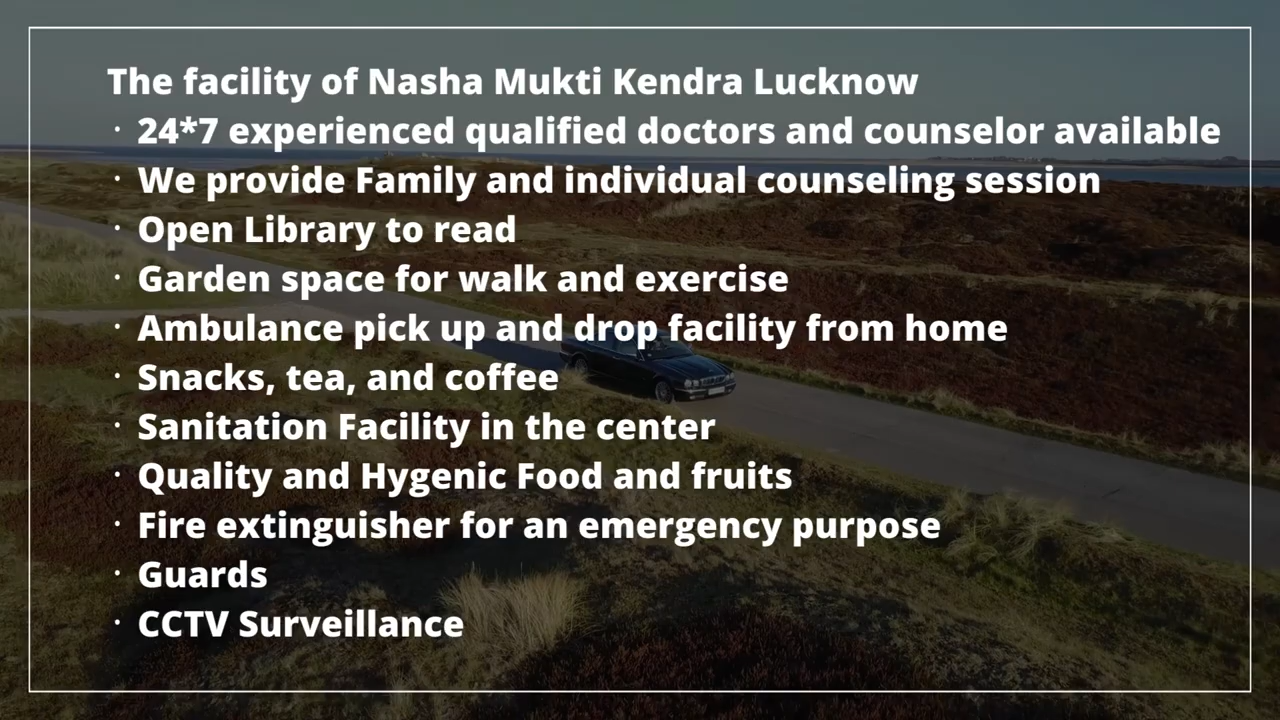 The facility of Nasha Mukti Kendra Lucknow
· 24*7 experienced qualified doctors and counselor available
· We provide Family and individual counseling session
· Open Library to read
· Garden space for walk and exercise
· Ambulance pick up and drop facility from home
· Snacks, tea, and coffee
· Sanitation Facility in the center
· Quality and Hygenic Food and fruits
· Fire extinguisher for an emergency purpose
· Guards
· CCTV Surveillance